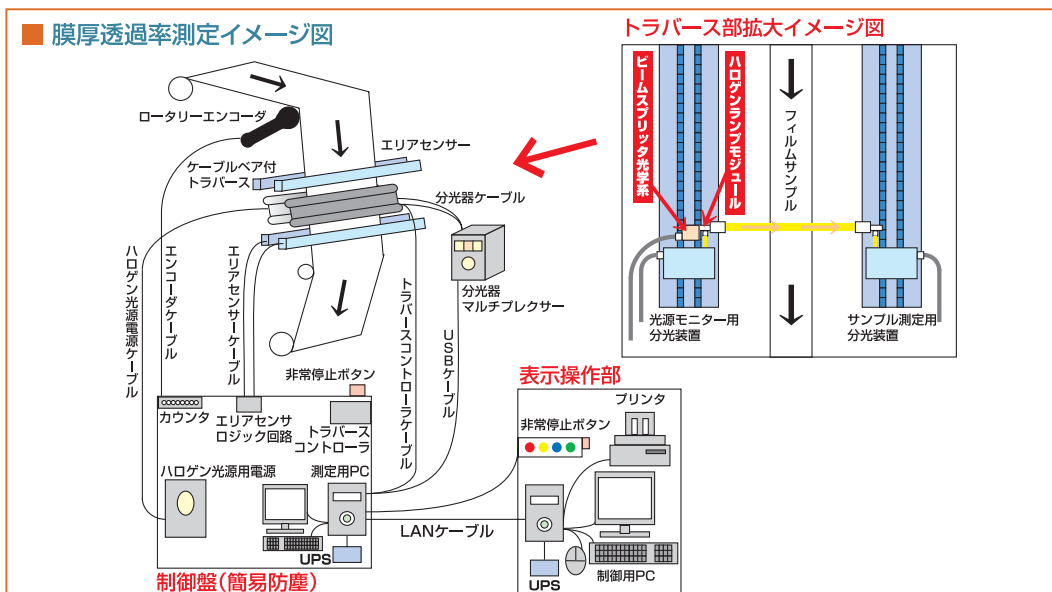 ■ 膜厚透過率測定イメージ図
トラバース部拡大イメージ図
ロータリーエンコーダ
エリアセンサー
ケーブルベア付
トラバース
分光器ケーブル
分光器
マルチプレクサー
ハロゲン光源電源ケーブル
エンコーダケーブル
エリアセンサーケーブル
トラバースコントローラケーブル
USBケーブル
ビームスプリッタ光学系
ハロゲンランプモジュール
フィルムサンプル
光源モニター用
分光装置
サンプル測定用
分光装置
非常停止ボタン
カウンタ
エリアセンサ
ロジック回路
トラバース
コントローラ
ハロゲン光源用電源
測定用PC
UPS
制御盤(簡易防塵)
LANケーブル
表示操作部
プリンタ
非常停止ボタン
UPS
制御用PC